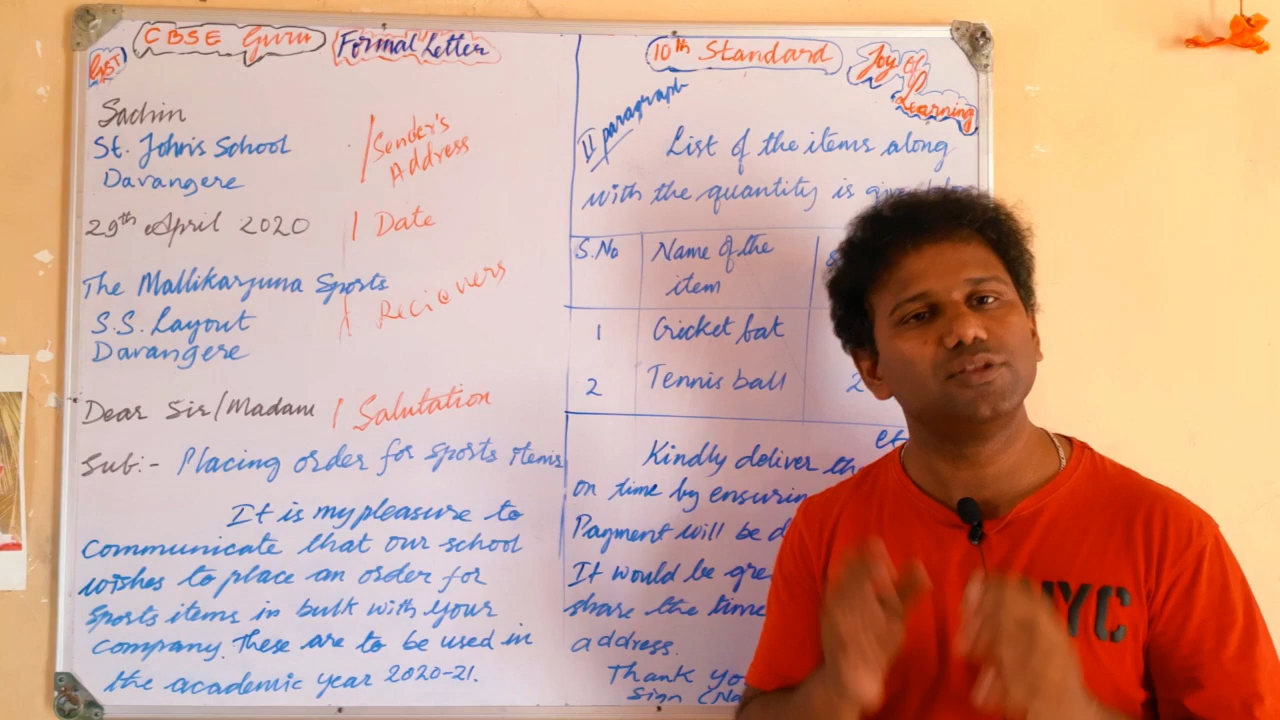 CBSE Guru
Formal Letter
Sachin
St. John's School
Davangere
Sender's
Address
29th April 2020
Date
The Mallikarjuna Sports
S.S. Layout
Davangere
Recievers
Dear Sir/Madam
Salutation
Sub:- Placing order for sports items
It is my pleasure to
communicate that our school
wishes to place an order for
sports items in bulk with your
company. These are to be used in
the academic year 2020-21.
10th Standard
Joy of
Learning
II paragraph
List of the items along
with the quantity is
S.No
Name of the
item
1
Cricket bat
2
Tennis ball
2
Kindly deliver
on time by
Payment will be
It would be
share the time
address.
Thank
Sign
NYC